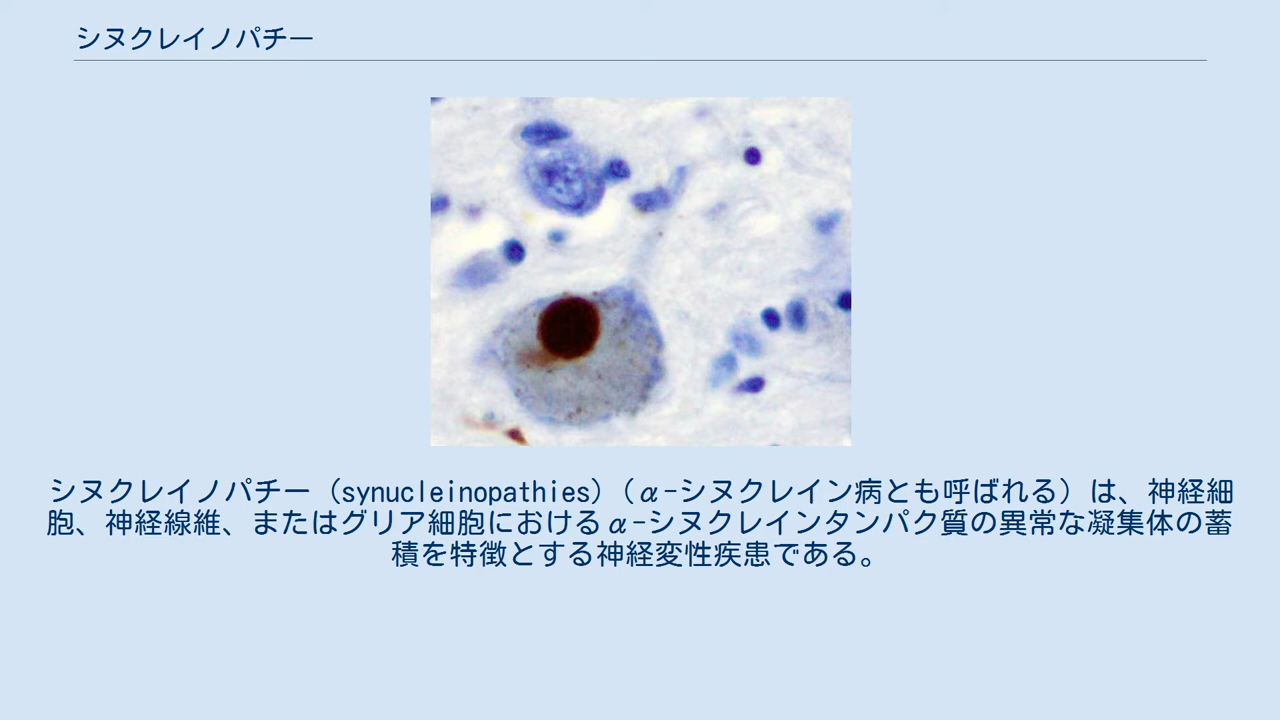 シヌクレイノパチー
シヌクレイノパチー（synucleinopathies）（α-シヌクレイン病とも呼ばれる）は、神経細
胞、神経線維、またはグリア細胞におけるα-シヌクレインタンパク質の異常な凝集体の蓄
積を特徴とする神経変性疾患である。